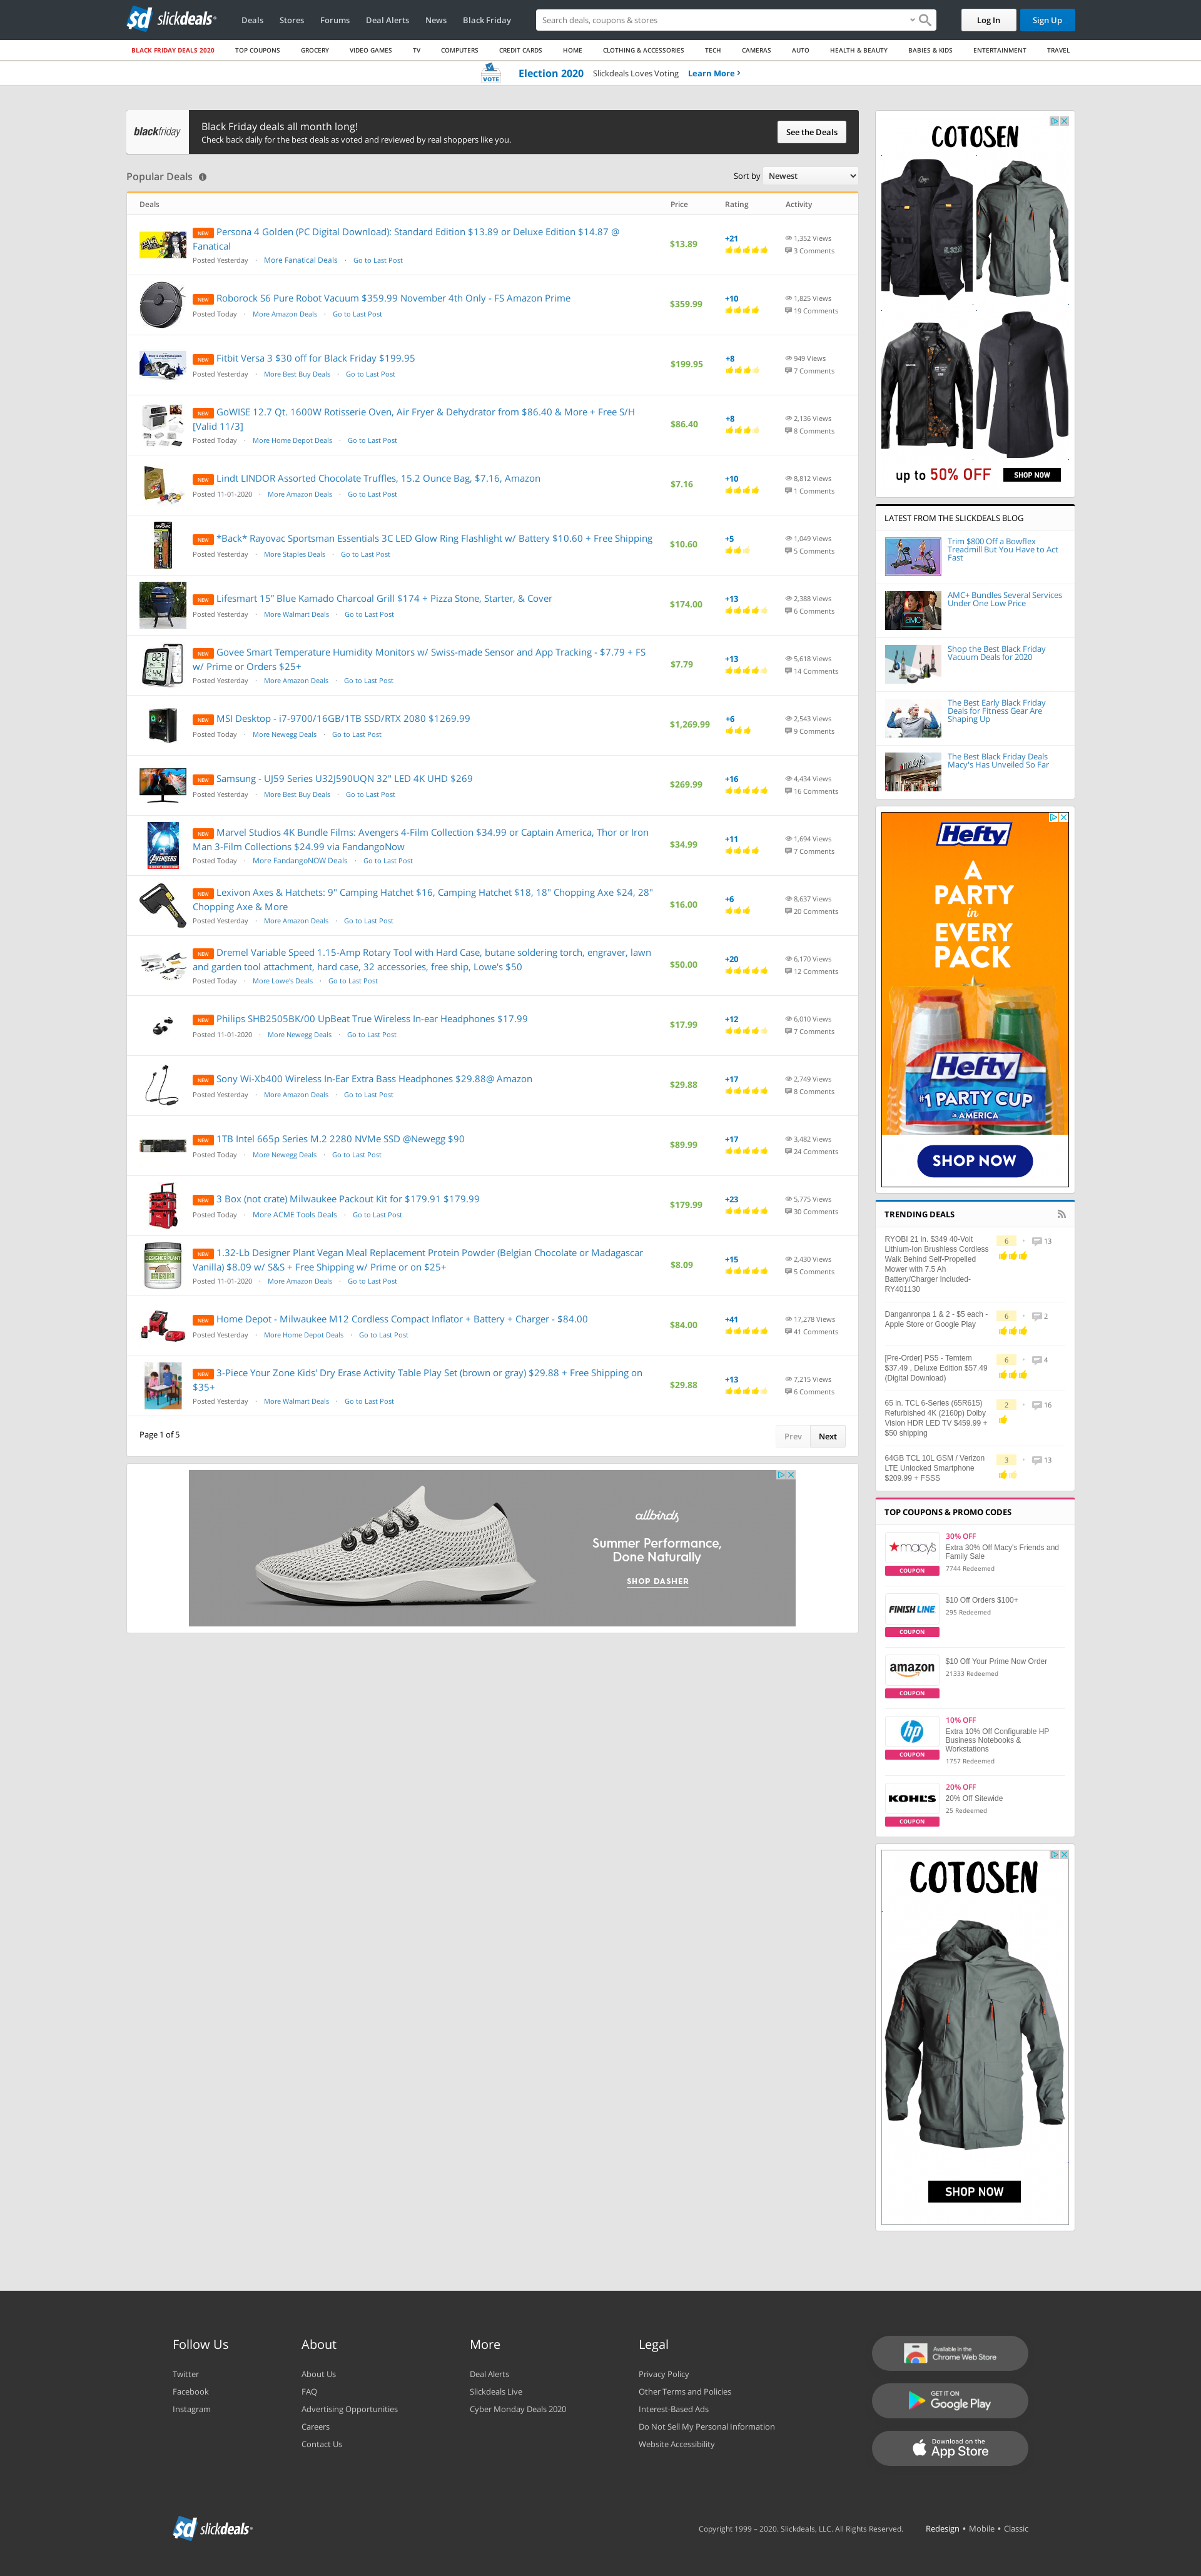 sd slickdeals
Deals Stores Forums Deal Alerts News Black Friday
Search deals, coupons & stores
Log In Sign Up
BLACK FRIDAY DEALS 2020 TOP COUPONS GROCERY VIDEO GAMES TV COMPUTERS CREDIT CARDS HOME CLOTHING & ACCESSORIES TECH CAMERAS AUTO HEALTH & BEAUTY BABIES & KIDS ENTERTAINMENT TRAVEL
VOTE Election 2020 Slickdeals Loves Voting Learn More ›
blackfriday
Black Friday deals all month long!
Check back daily for the best deals as voted and reviewed by real shoppers like you.
See the Deals
Popular Deals
Sort by Newest
Deals Price Rating Activity
NEW Persona 4 Golden (PC Digital Download): Standard Edition $13.89 or Deluxe Edition $14.87 @
Fanatical
Posted Yesterday · More Fanatical Deals · Go to Last Post
$13.89
+21
1,352 Views
3 Comments
NEW Roborock S6 Pure Robot Vacuum $359.99 November 4th Only - FS Amazon Prime
Posted Today · More Amazon Deals · Go to Last Post
$359.99
+10
1,825 Views
19 Comments
NEW Fitbit Versa 3 $30 off for Black Friday $199.95
Posted Yesterday · More Best Buy Deals · Go to Last Post
$199.95
+8
949 Views
7 Comments
NEW GoWISE 12.7 Qt. 1600W Rotisserie Oven, Air Fryer & Dehydrator from $86.40 & More + Free S/H
[Valid 11/3]
Posted Today · More Home Depot Deals · Go to Last Post
$86.40
+8
2,136 Views
8 Comments
NEW Lindt LINDOR Assorted Chocolate Truffles, 15.2 Ounce Bag, $7.16, Amazon
Posted 11-01-2020 · More Amazon Deals · Go to Last Post
$7.16
+10
8,812 Views
1 Comments
NEW *Back* Rayovac Sportsman Essentials 3C LED Glow Ring Flashlight w/ Battery $10.60 + Free Shipping
Posted Yesterday · More Staples Deals · Go to Last Post
$10.60
+5
1,049 Views
5 Comments
NEW Lifesmart 15” Blue Kamado Charcoal Grill $174 + Pizza Stone, Starter, & Cover
Posted Yesterday · More Walmart Deals · Go to Last Post
$174.00
+13
2,388 Views
6 Comments
NEW Govee Smart Temperature Humidity Monitors w/ Swiss-made Sensor and App Tracking - $7.79 + FS
w/ Prime or Orders $25+
Posted Yesterday · More Amazon Deals · Go to Last Post
$7.79
+13
5,618 Views
14 Comments
NEW MSI Desktop - i7-9700/16GB/1TB SSD/RTX 2080 $1269.99
Posted Today · More Newegg Deals · Go to Last Post
$1,269.99
+6
2,543 Views
9 Comments
NEW Samsung - UJ59 Series U32J590UQN 32" LED 4K UHD $269
Posted Yesterday · More Best Buy Deals · Go to Last Post
$269.99
+16
4,434 Views
16 Comments
NEW Marvel Studios 4K Bundle Films: Avengers 4-Film Collection $34.99 or Captain America, Thor or Iron
Man 3-Film Collections $24.99 via FandangoNow
Posted Today · More FandangoNOW Deals · Go to Last Post
$34.99
+11
1,694 Views
7 Comments
NEW Lexivon Axes & Hatchets: 9" Camping Hatchet $16, Camping Hatchet $18, 18" Chopping Axe $24, 28"
Chopping Axe & More
Posted Yesterday · More Amazon Deals · Go to Last Post
$16.00
+6
8,637 Views
20 Comments
NEW Dremel Variable Speed 1.15-Amp Rotary Tool with Hard Case, butane soldering torch, engraver, lawn
and garden tool attachment, hard case, 32 accessories, free ship, Lowe's $50
Posted Today · More Lowe's Deals · Go to Last Post
$50.00
+20
6,170 Views
12 Comments
NEW Philips SHB2505BK/00 UpBeat True Wireless In-ear Headphones $17.99
Posted 11-01-2020 · More Newegg Deals · Go to Last Post
$17.99
+12
6,010 Views
7 Comments
NEW Sony Wi-Xb400 Wireless In-Ear Extra Bass Headphones $29.88@ Amazon
Posted Yesterday · More Amazon Deals · Go to Last Post
$29.88
+17
2,749 Views
8 Comments
NEW 1TB Intel 665p Series M.2 2280 NVMe SSD @Newegg $90
Posted Today · More Newegg Deals · Go to Last Post
$89.99
+17
3,482 Views
24 Comments
NEW 3 Box (not crate) Milwaukee Packout Kit for $179.91 $179.99
Posted Today · More ACME Tools Deals · Go to Last Post
$179.99
+23
5,775 Views
30 Comments
NEW 1.32-Lb Designer Plant Vegan Meal Replacement Protein Powder (Belgian Chocolate or Madagascar
Vanilla) $8.09 w/ S&S + Free Shipping w/ Prime or on $25+
Posted 11-01-2020 · More Amazon Deals · Go to Last Post
$8.09
+15
2,430 Views
5 Comments
NEW Home Depot - Milwaukee M12 Cordless Compact Inflator + Battery + Charger - $84.00
Posted Yesterday · More Home Depot Deals · Go to Last Post
$84.00
+41
17,278 Views
41 Comments
NEW 3-Piece Your Zone Kids' Dry Erase Activity Table Play Set (brown or gray) $29.88 + Free Shipping on
$35+
Posted Yesterday · More Walmart Deals · Go to Last Post
$29.88
+13
7,215 Views
6 Comments
Page 1 of 5
Prev Next
allbirds
Summer Performance,
Done Naturally
SHOP DASHER
COTOSEN
up to 50% OFF SHOP NOW
LATEST FROM THE SLICKDEALS BLOG
Trim $800 Off a Bowflex
Treadmill But You Have to Act
Fast
AMC+ Bundles Several Services
Under One Low Price
Shop the Best Black Friday
Vacuum Deals for 2020
The Best Early Black Friday
Deals for Fitness Gear Are
Shaping Up
The Best Black Friday Deals
Macy's Has Unveiled So Far
Hefty
A
PARTY
in
EVERY
PACK
Hefty
#1 PARTY CUP
in AMERICA
SHOP NOW
TRENDING DEALS
RYOBI 21 in. $349 40-Volt
Lithium-Ion Brushless Cordless
Walk Behind Self-Propelled
Mower with 7.5 Ah
Battery/Charger Included-
RY401130
6 · 13
Danganronpa 1 & 2 - $5 each -
Apple Store or Google Play
6 · 2
[Pre-Order] PS5 - Temtem
$37.49 , Deluxe Edition $57.49
(Digital Download)
6 · 4
65 in. TCL 6-Series (65R615)
Refurbished 4K (2160p) Dolby
Vision HDR LED TV $459.99 +
$50 shipping
2 · 16
64GB TCL 10L GSM / Verizon
LTE Unlocked Smartphone
$209.99 + FSSS
3 · 13
TOP COUPONS & PROMO CODES
macy's
COUPON
30% OFF
Extra 30% Off Macy's Friends and
Family Sale
7744 Redeemed
FINISH LINE
COUPON
$10 Off Orders $100+
295 Redeemed
amazon
COUPON
$10 Off Your Prime Now Order
21333 Redeemed
hp
COUPON
10% OFF
Extra 10% Off Configurable HP
Business Notebooks &
Workstations
1757 Redeemed
KOHL'S
COUPON
20% OFF
20% Off Sitewide
25 Redeemed
COTOSEN
SHOP NOW
Follow Us
Twitter
Facebook
Instagram
About
About Us
FAQ
Advertising Opportunities
Careers
Contact Us
More
Deal Alerts
Slickdeals Live
Cyber Monday Deals 2020
Legal
Privacy Policy
Other Terms and Policies
Interest-Based Ads
Do Not Sell My Personal Information
Website Accessibility
Available in the
Chrome Web Store
GET IT ON
Google Play
Download on the
App Store
sd slickdeals
Copyright 1999 – 2020. Slickdeals, LLC. All Rights Reserved. Redesign • Mobile • Classic